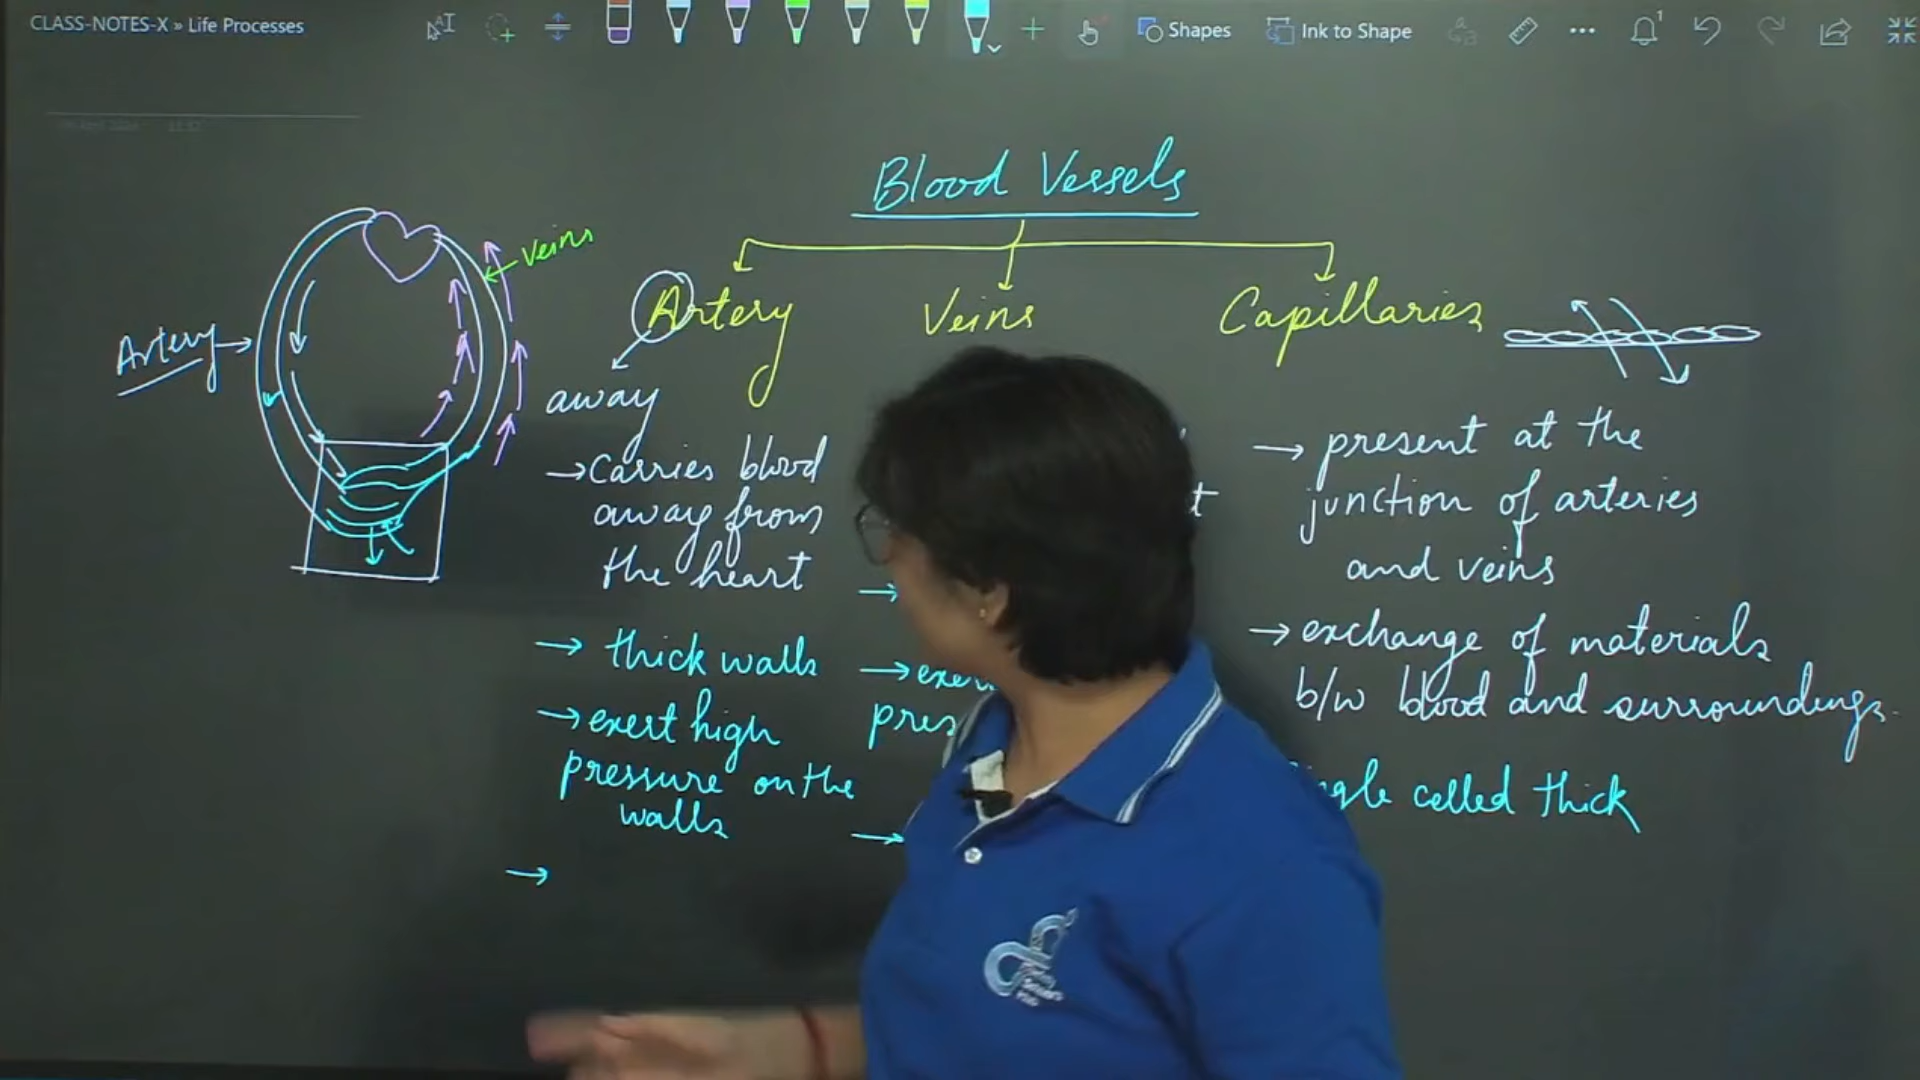 CLASS-NOTES-X » Life Processes
Shapes
Ink to Shape
1
Blood Vessels
Artery
Veins
Capillaries
Artery
veins
away
→ Carries blood
away from
the heart
→ thick walls
→ exert high
pressure on the
walls
→
→
→
→
→ present at the
junction of arteries
and veins
→ exchange of materials
b/w blood and surroundings.
celled thick